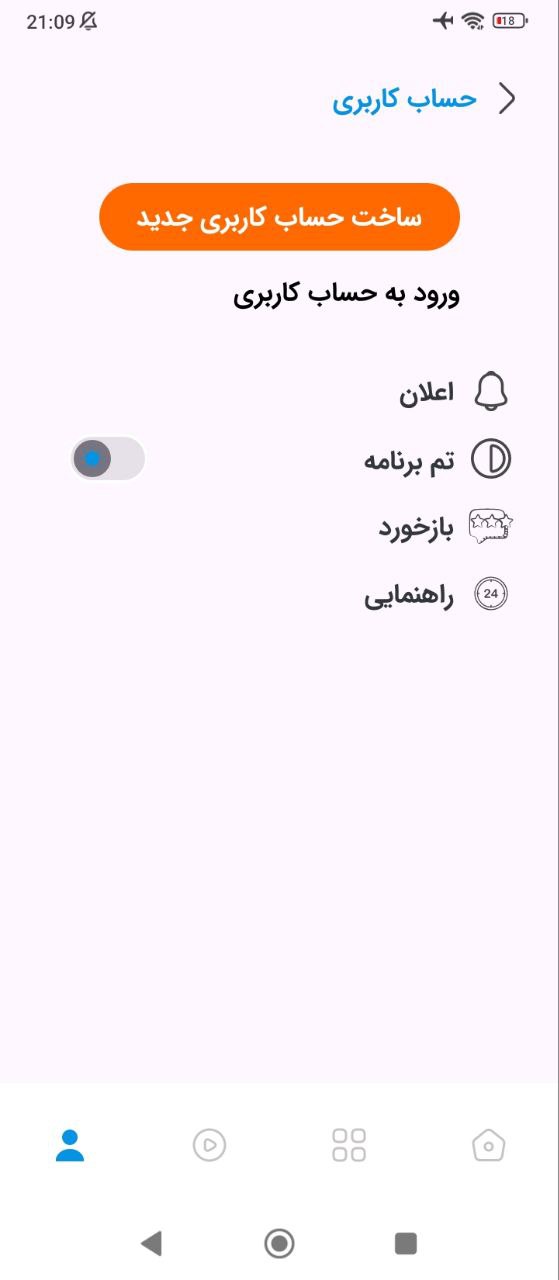 21:09
18
حساب کاربری
ساخت حساب کاربری جدید
ورود به حساب کاربری
اعلان
تم برنامه
بازخورد
راهنمایی
24